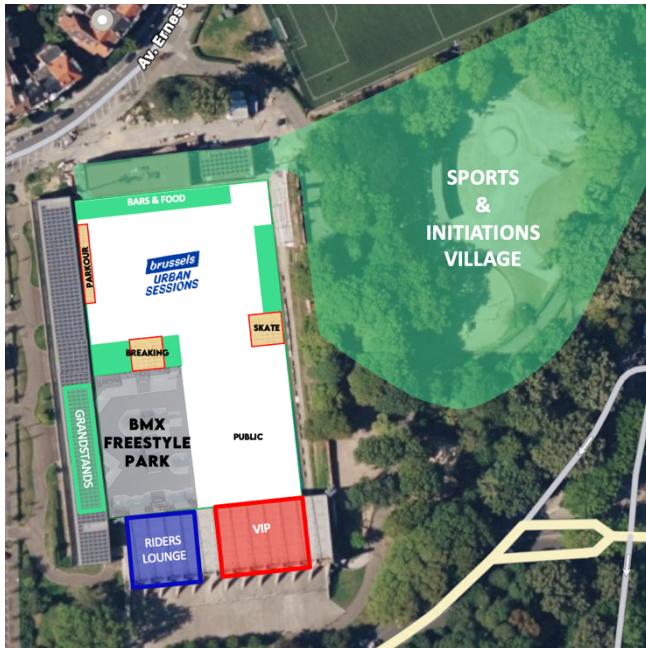 Av. Ernest
SPORTS
&
INITIATIONS
VILLAGE
BARS & FOOD
PARKOUR
brussels
URBAN
SESSIONS
SKATE
BREAKING
GRANDSTANDS
BMX
FREESTYLE
PARK
PUBLIC
RIDERS
LOUNGE
VIP